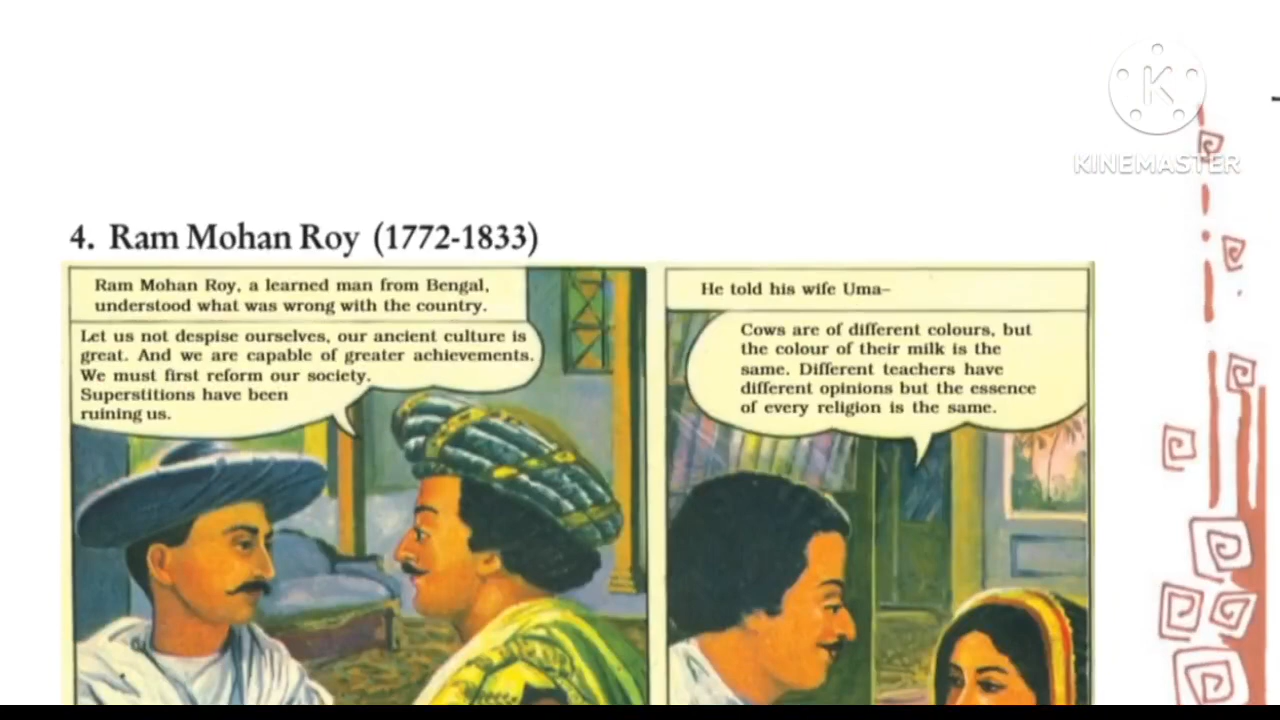 K
KINEMASTER
4. Ram Mohan Roy (1772-1833)
Ram Mohan Roy, a learned man from Bengal,
understood what was wrong with the country.
Let us not despise ourselves, our ancient culture is
great. And we are capable of greater achievements.
We must first reform our society.
Superstitions have been
ruining us.
He told his wife Uma–
Cows are of different colours, but
the colour of their milk is the
same. Different teachers have
different opinions but the essence
of every religion is the same.